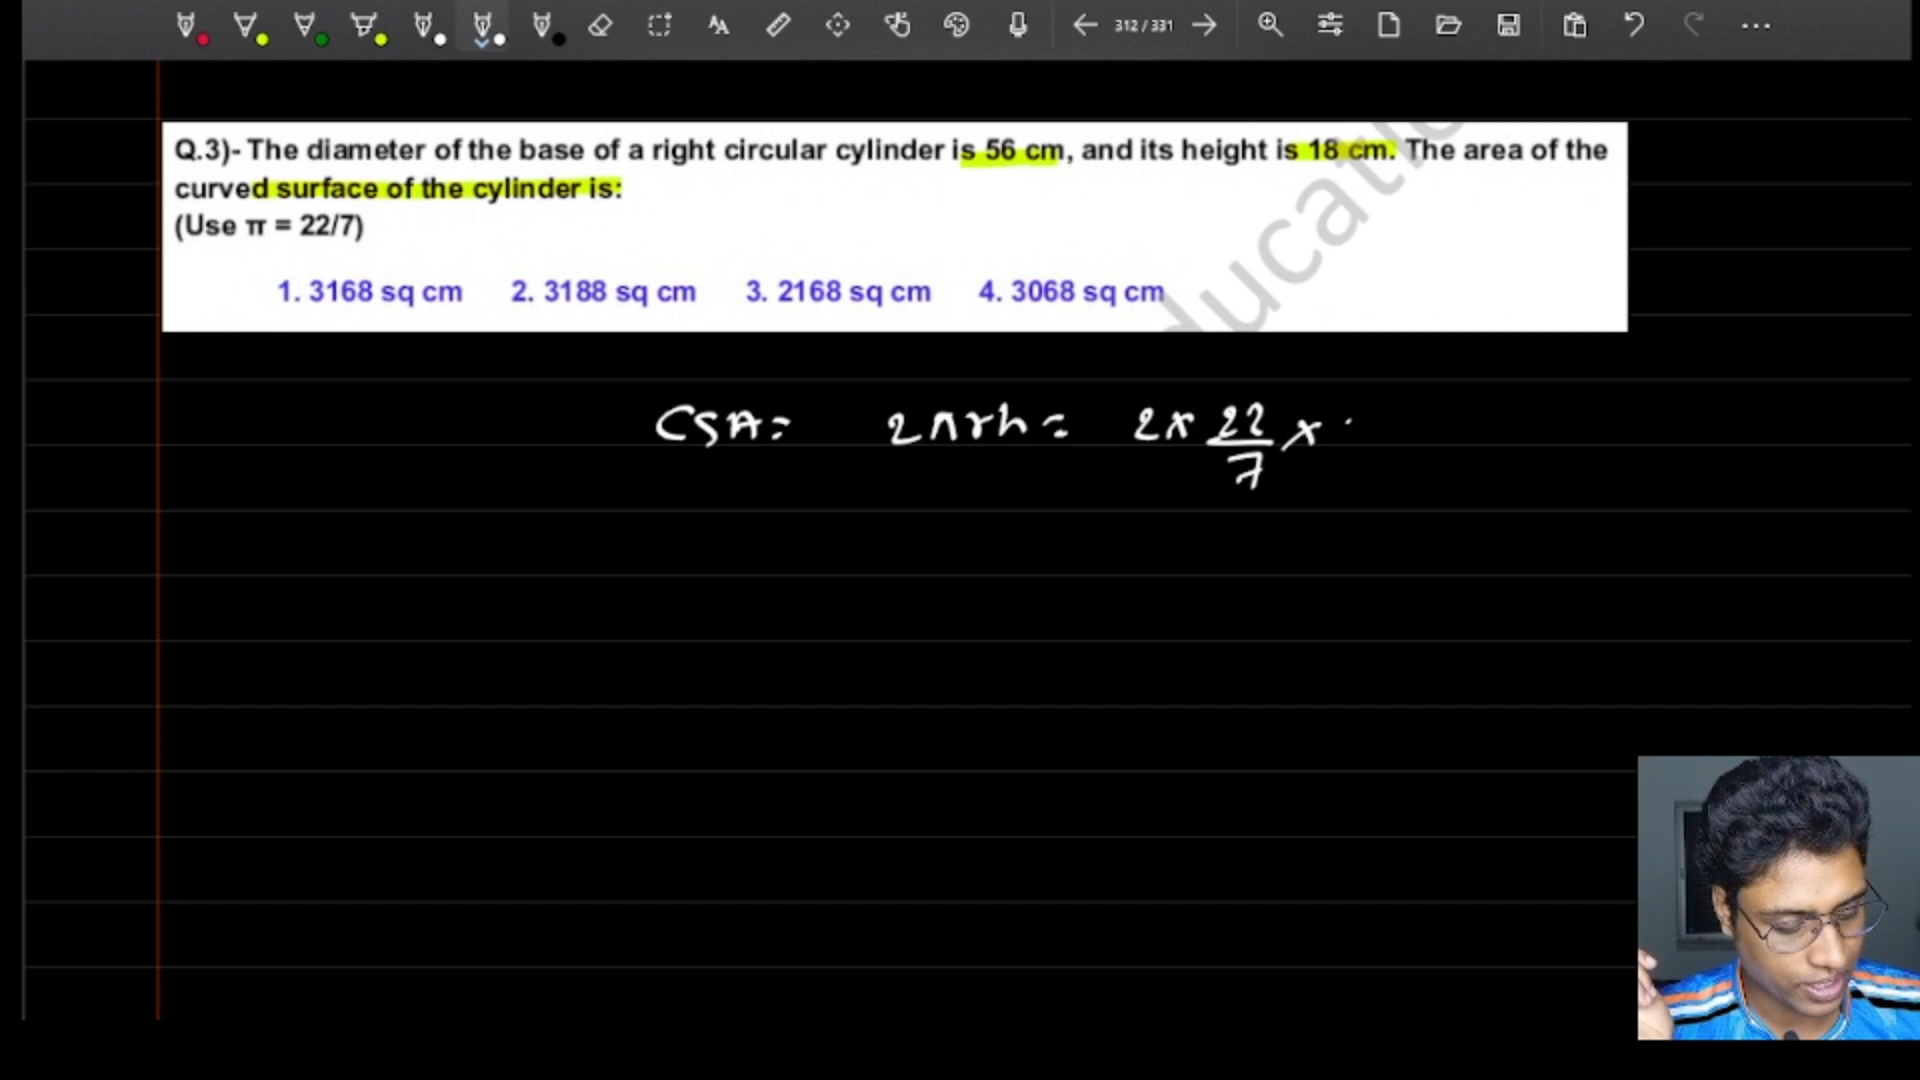 312 / 331
Q.3)- The diameter of the base of a right circular cylinder is 56 cm, and its height is 18 cm. The area of the
curved surface of the cylinder is:
(Use π = 22/7)
1. 3168 sq cm 2. 3188 sq cm 3. 2168 sq cm 4. 3068 sq cm
ducatio
CSA = 2πrh = 2 × 22/7 ×